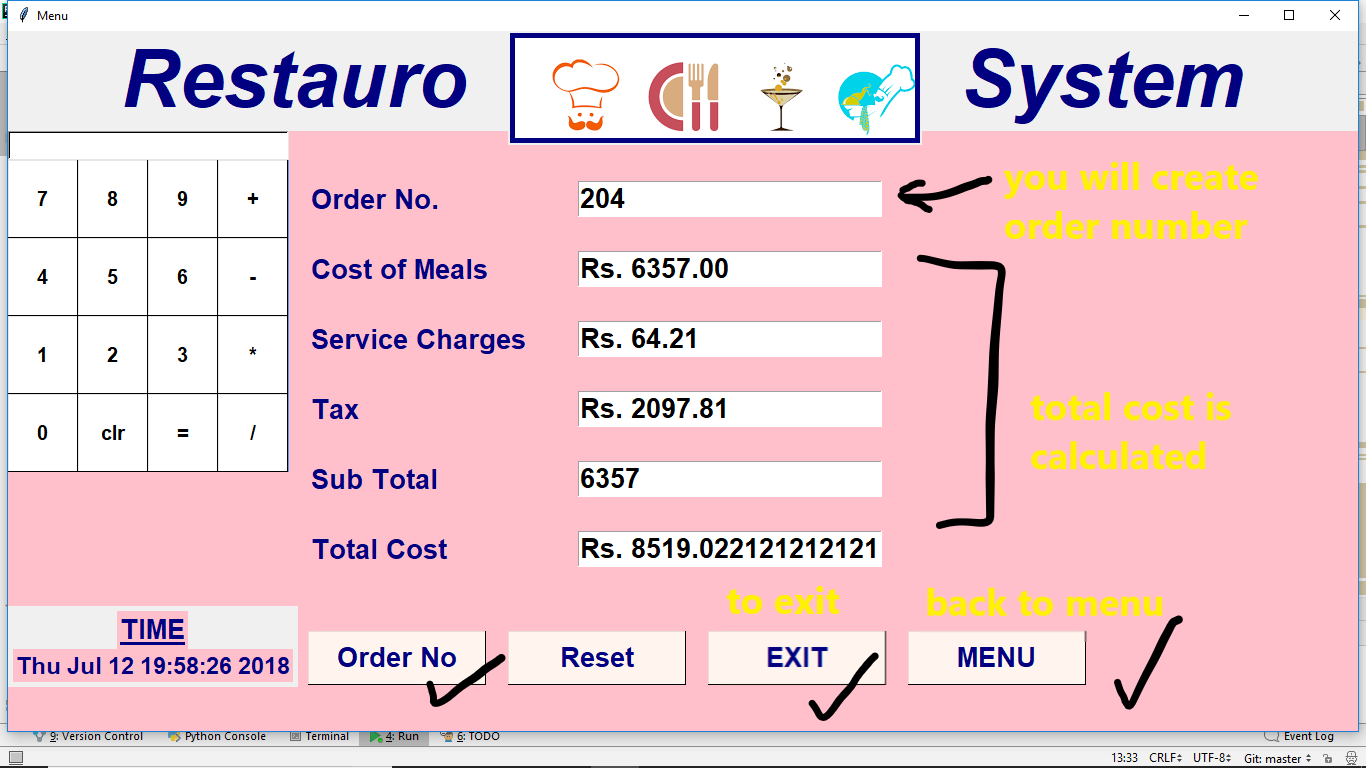 Menu
Restauro System
7 8 9 +
4 5 6 -
1 2 3 *
0 clr = /
Order No. 204
you will create
order number
Cost of Meals Rs. 6357.00
Service Charges Rs. 64.21
Tax Rs. 2097.81
total cost is
calculated
Sub Total 6357
Total Cost Rs. 8519.022121212121
to exit back to menu
TIME
Thu Jul 12 19:58:26 2018
Order No Reset EXIT MENU
9: Version Control Python Console Terminal 4: Run 6: TODO Event Log
13:33 CRLF UTF-8 Git: master